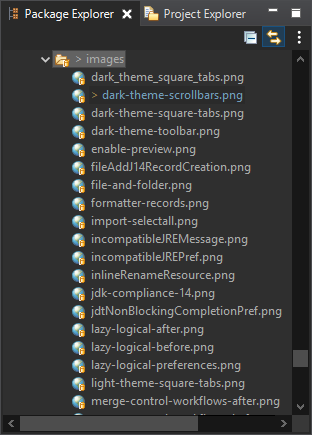 Package Explorer Project Explorer
> images
dark_theme_square_tabs.png
> dark-theme-scrollbars.png
dark-theme-square-tabs.png
dark-theme-toolbar.png
enable-preview.png
fileAddJ14RecordCreation.png
file-and-folder.png
formatter-records.png
import-selectall.png
incompatibleJREMessage.png
incompatibleJREPref.png
inlineRenameResource.png
jdk-compliance-14.png
jdtNonBlockingCompletionPref.png
lazy-logical-after.png
lazy-logical-before.png
lazy-logical-preferences.png
light-theme-square-tabs.png
merge-control-workflows-after.png